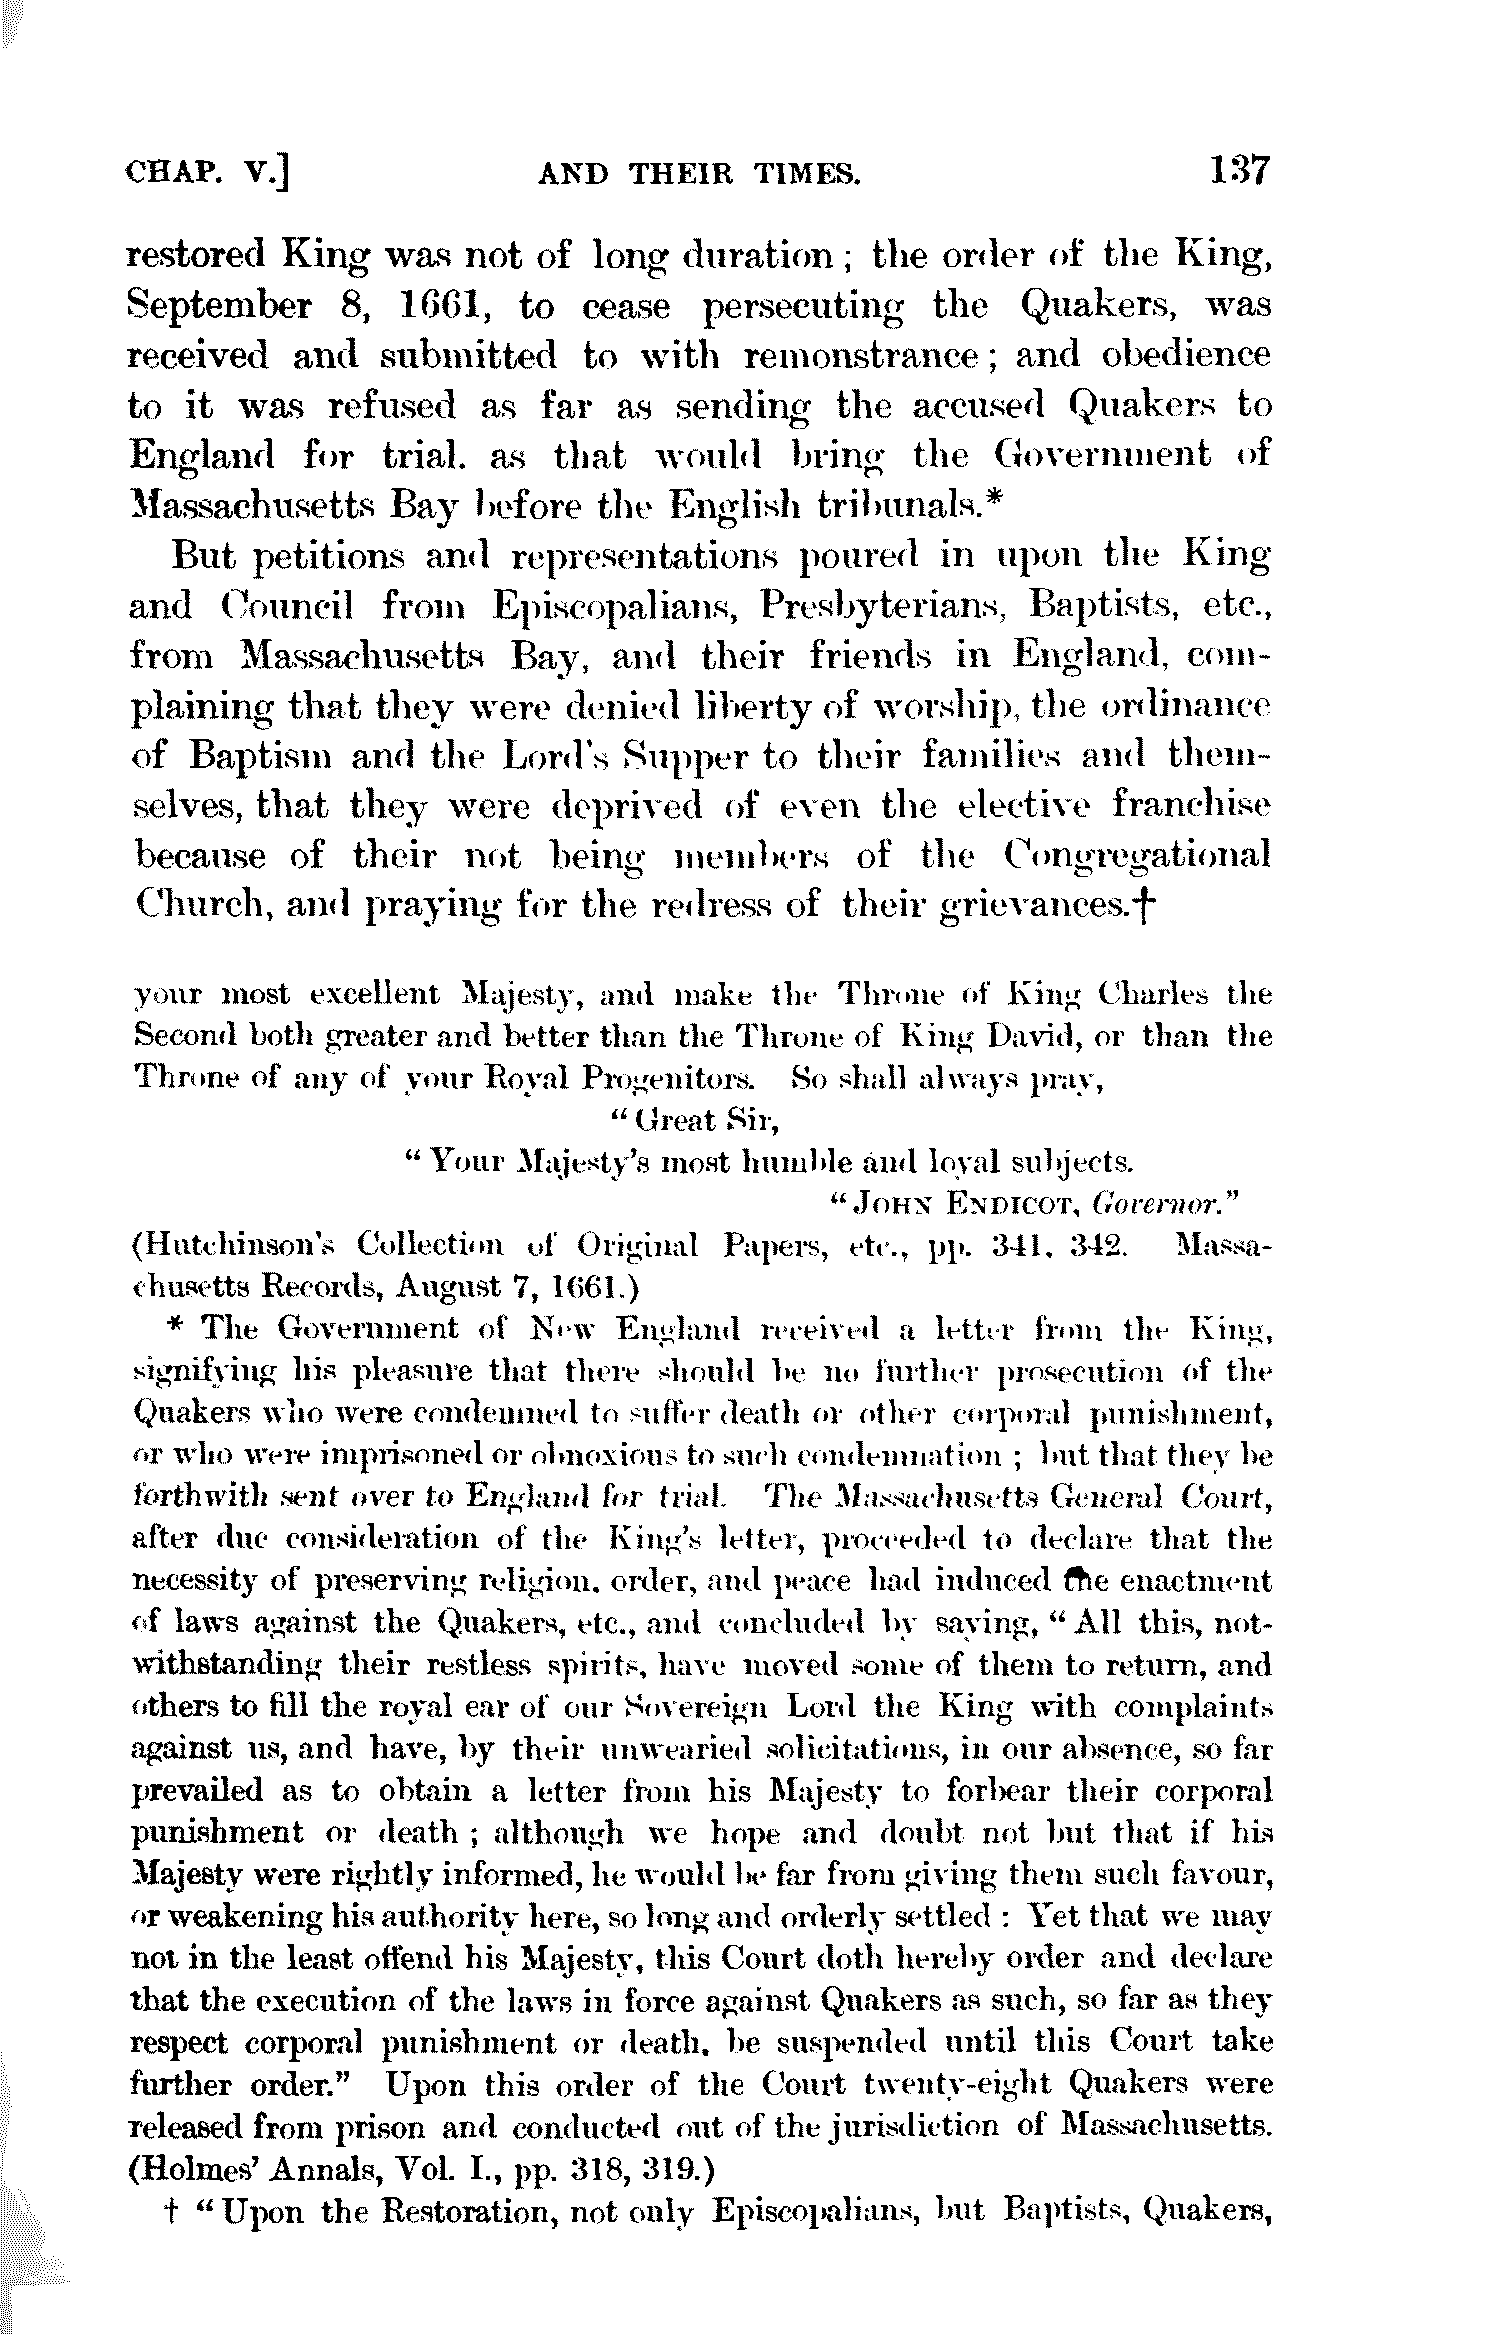 CHAP. V.] AND THEIR TIMES. 137
restored King was not of long duration; the order of the King,
September 8, 1661, to cease persecuting the Quakers, was
received and submitted to with remonstrance; and obedience
to it was refused as far as sending the accused Quakers to
England for trial. as that would bring the Government of
Massachusetts Bay before the English tribunals.*
But petitions and representations poured in upon the King
and Council from Episcopalians, Presbyterians, Baptists, etc.,
from Massachusetts Bay, and their friends in England, com-
plaining that they were denied liberty of worship, the ordinance
of Baptism and the Lord's Supper to their families and them-
selves, that they were deprived of even the elective franchise
because of their not being members of the Congregational
Church, and praying for the redress of their grievances.†
your most excellent Majesty, and make the Throne of King Charles the
Second both greater and better than the Throne of King David, or than the
Throne of any of your Royal Progenitors. So shall always pray,
"Great Sir,
"Your Majesty's most humble and loyal subjects.
"JOHN ENDICOT, Governor."
(Hutchinson's Collection of Original Papers, etc., pp. 341, 342. Massa-
chusetts Records, August 7, 1661.)
* The Government of New England received a letter from the King,
signifying his pleasure that there should be no further prosecution of the
Quakers who were condemned to suffer death or other corporal punishment,
or who were imprisoned or obnoxious to such condemnation; but that they be
forthwith sent over to England for trial. The Massachusetts General Court,
after due consideration of the King's letter, proceeded to declare that the
necessity of preserving religion, order, and peace had induced the enactment
of laws against the Quakers, etc., and concluded by saying, "All this, not-
withstanding their restless spirits, have moved some of them to return, and
others to fill the royal ear of our Sovereign Lord the King with complaints
against us, and have, by their unwearied solicitations, in our absence, so far
prevailed as to obtain a letter from his Majesty to forbear their corporal
punishment or death; although we hope and doubt not but that if his
Majesty were rightly informed, he would be far from giving them such favour,
or weakening his authority here, so long and orderly settled: Yet that we may
not in the least offend his Majesty, this Court doth hereby order and declare
that the execution of the laws in force against Quakers as such, so far as they
respect corporal punishment or death, be suspended until this Court take
further order." Upon this order of the Court twenty-eight Quakers were
released from prison and conducted out of the jurisdiction of Massachusetts.
(Holmes' Annals, Vol. I., pp. 318, 319.)
† "Upon the Restoration, not only Episcopalians, but Baptists, Quakers,